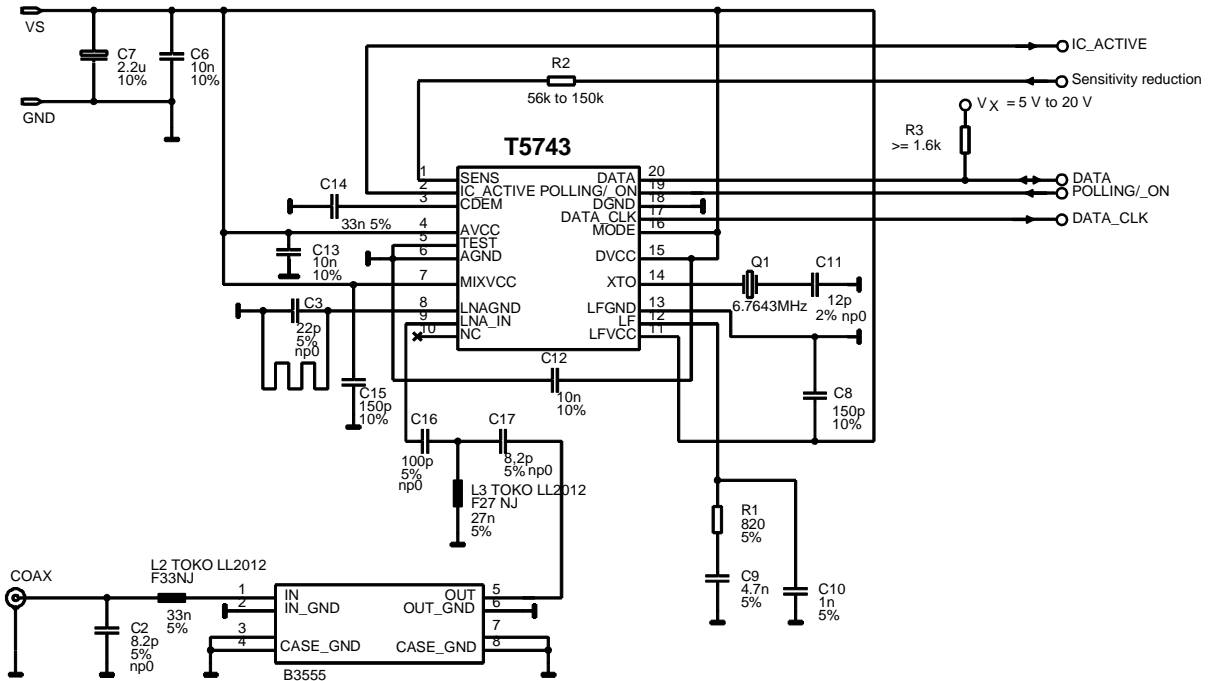 VS
C7
2.2u
10%
C6
10n
10%
GND
IC_ACTIVE
R2
56k to 150k
Sensitivity reduction
V X = 5 V to 20 V
R3
>= 1.6k
T5743
1
SENS
2
IC_ACTIVE
3
CDEM
4
AVCC
5
TEST
6
AGND
7
MIXVCC
8
LNAGND
9
LNA_IN
10
NC
DATA
20
POLLING/_ON
19
DGND
18
DATA_CLK
17
MODE
16
DVCC
15
XTO
14
LFGND
13
LF
12
LFVCC
11
DATA
POLLING/_ON
DATA_CLK
C14
33n 5%
C13
10n
10%
C3
22p
5%
np0
C15
150p
10%
Q1
6.7643MHz
C11
12p
2% np0
C12
10n
10%
C8
150p
10%
C16
100p
5%
np0
C17
8.2p
5% np0
L3 TOKO LL2012
F27 NJ
27n
5%
R1
820
5%
C9
4.7n
5%
C10
1n
5%
COAX
C2
8.2p
5%
np0
L2 TOKO LL2012
F33NJ
33n
5%
1
IN
2
IN_GND
3
4
CASE_GND
OUT
5
OUT_GND
6
7
CASE_GND
8
B3555